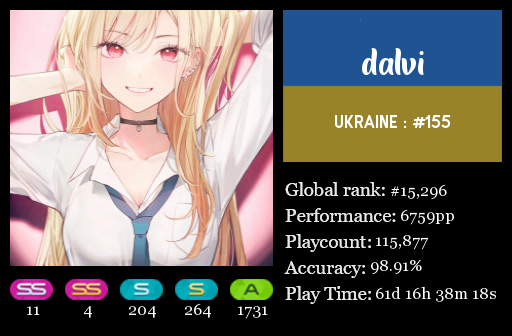 dalvi
UKRAINE : #155
Global rank: #15,296
Performance: 6759pp
Playcount: 115,877
Accuracy: 98.91%
Play Time: 61d 16h 38m 18s
SS SS S S A
11 4 204 264 1731